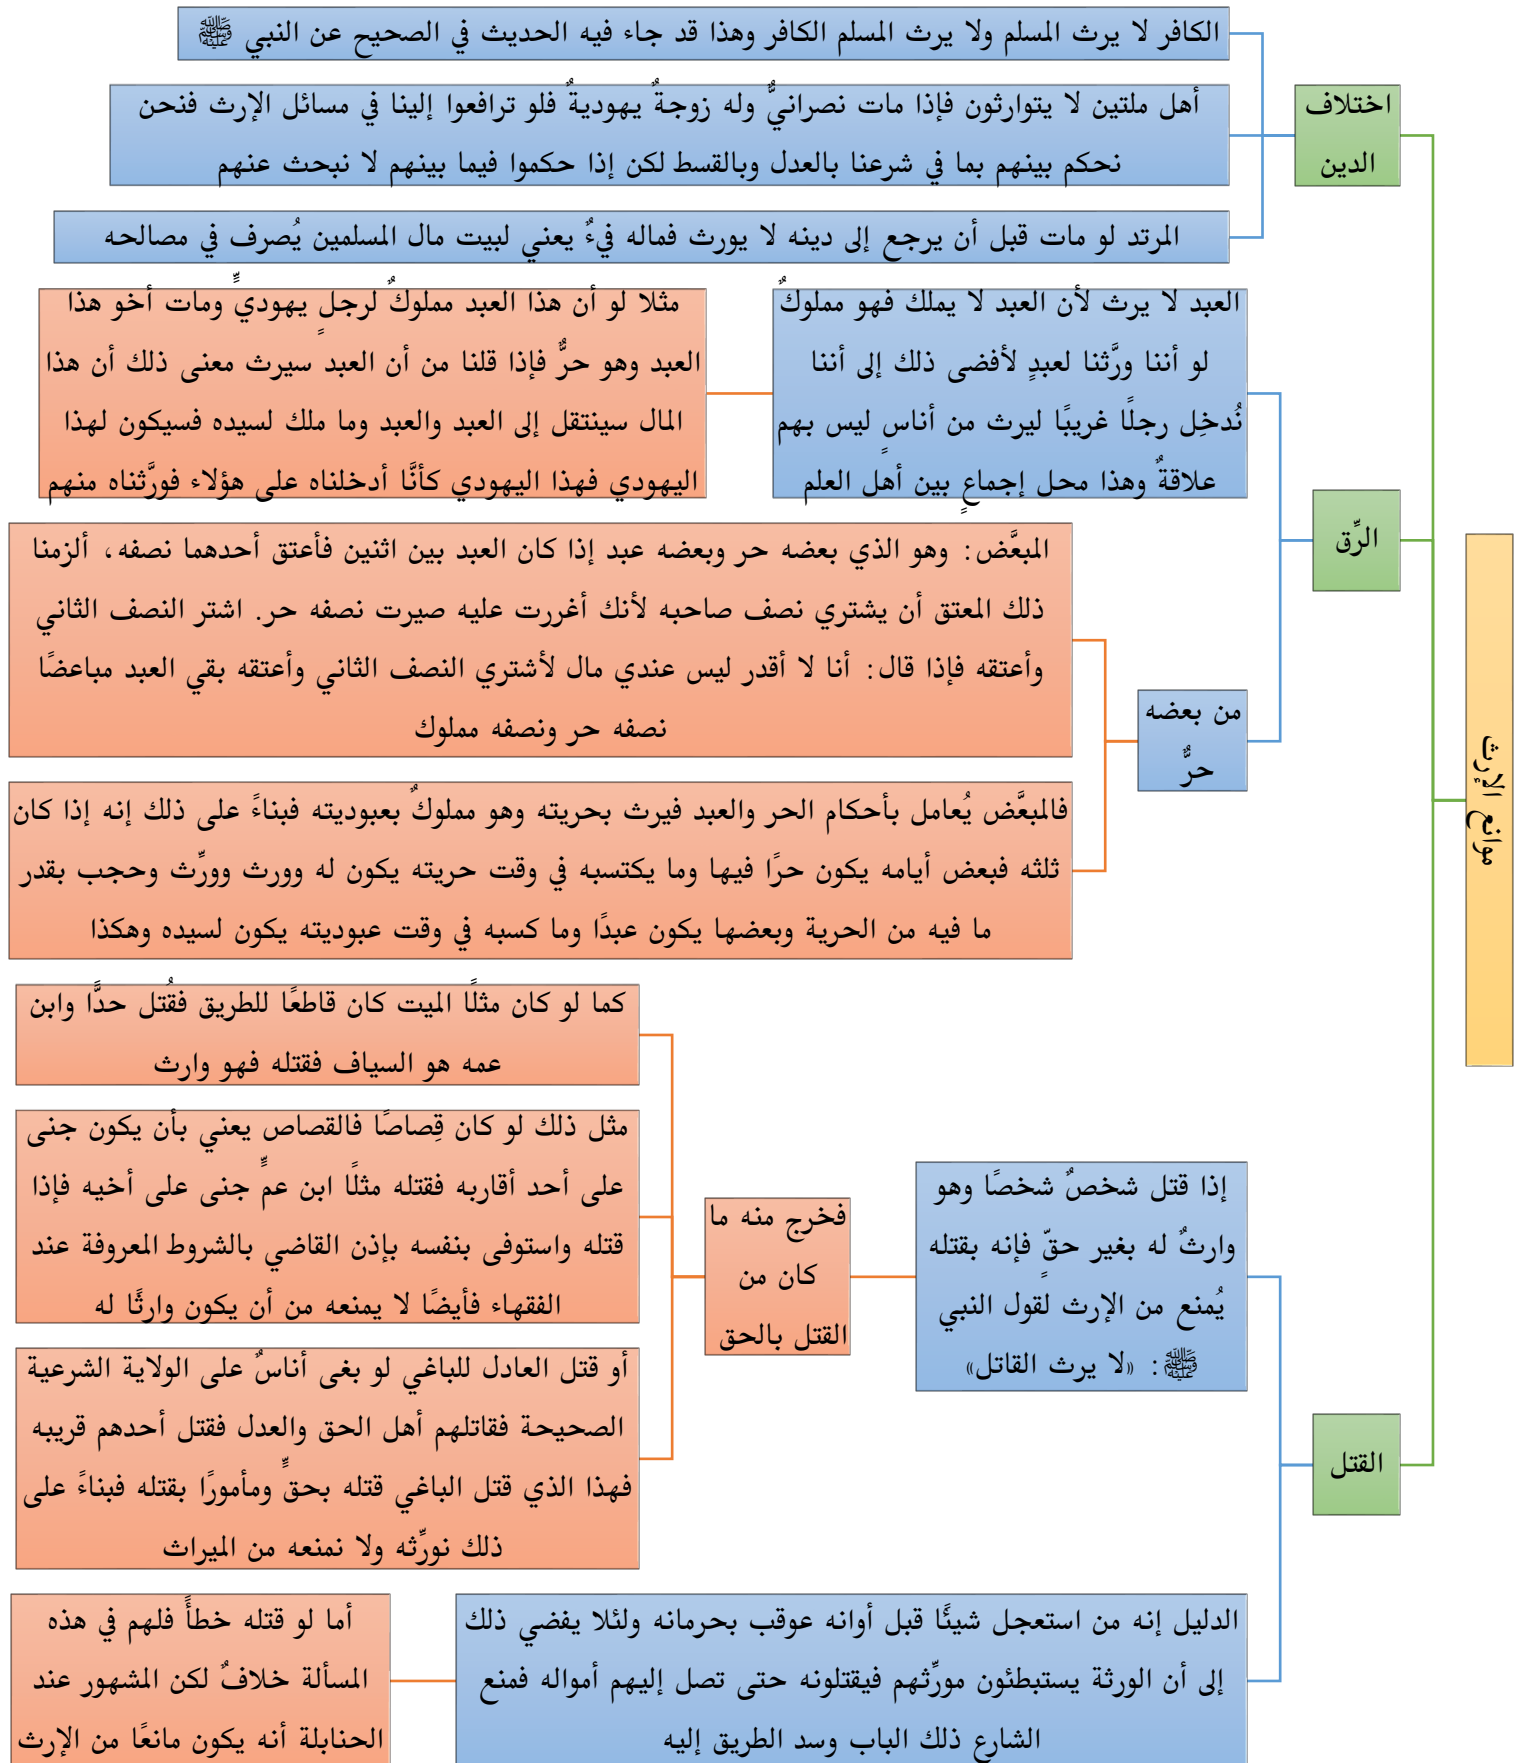 موانع الإرث
اختلاف
الدين
الكافر لا يرث المسلم ولا يرث المسلم الكافر وهذا قد جاء فيه الحديث في الصحيح عن النبي ﷺ
أهل ملتين لا يتوارثون فإذا مات نصرانيٌّ وله زوجةٌ يهوديةٌ فلو ترافعوا إلينا في مسائل الإرث فنحن
نحكم بينهم بما في شرعنا بالعدل وبالقسط لكن إذا حكموا فيما بينهم لا نبحث عنهم
المرتد لو مات قبل أن يرجع إلى دينه لا يورث فماله فيءٌ يعني لبيت مال المسلمين يُصرف في مصالحه
الرِّق
العبد لا يرث لأن العبد لا يملك فهو مملوكٌ
لو أننا ورَّثنا لعبدٍ لأفضى ذلك إلى أننا
نُدخِل رجلًا غريبًا ليرث من أناسٍ ليس بهم
علاقةٌ وهذا محل إجماعٍ بين أهل العلم
مثلا لو أن هذا العبد مملوكٌ لرجلٍ يهوديٍّ ومات أخو هذا
العبد وهو حرٌّ فإذا قلنا من أن العبد سيرث معنى ذلك أن هذا
المال سينتقل إلى العبد والعبد وما ملك لسيده فسيكون لهذا
اليهودي فهذا اليهودي كأنَّا أدخلناه على هؤلاء فورَّثناه منهم
من بعضه
حرٌّ
المبعَّض: وهو الذي بعضه حر وبعضه عبد إذا كان العبد بين اثنين فأعتق أحدهما نصفه، ألزمنا
ذلك المعتق أن يشتري نصف صاحبه لأنك أغررت عليه صيرت نصفه حر. اشتر النصف الثاني
وأعتقه فإذا قال: أنا لا أقدر ليس عندي مال لأشتري النصف الثاني وأعتقه بقي العبد مباعضًا
نصفه حر ونصفه مملوك
فالمبعَّض يُعامل بأحكام الحر والعبد فيرث بحريته وهو مملوكٌ بعبوديته فبناءً على ذلك إنه إذا كان
ثلثه فبعض أيامه يكون حرًا فيها وما يكتسبه في وقت حريته يكون له وورث وورِّث وحجب بقدر
ما فيه من الحرية وبعضها يكون عبدًا وما كسبه في وقت عبوديته يكون لسيده وهكذا
القتل
إذا قتل شخصٌ شخصًا وهو
وارثٌ له بغير حقٍّ فإنه بقتله
يُمنع من الإرث لقول النبي
ﷺ: «لا يرث القاتل»
فخرج منه ما
كان من
القتل بالحق
كما لو كان مثلًا الميت كان قاطعًا للطريق فقُتل حدًّا وابن
عمه هو السياف فقتله فهو وارث
مثل ذلك لو كان قِصاصًا فالقصاص يعني بأن يكون جنى
على أحد أقاربه فقتله مثلًا ابن عمٍّ جنى على أخيه فإذا
قتله واستوفى بنفسه بإذن القاضي بالشروط المعروفة عند
الفقهاء فأيضًا لا يمنعه من أن يكون وارثًا له
أو قتل العادل للباغي لو بغى أناسٌ على الولاية الشرعية
الصحيحة فقاتلهم أهل الحق والعدل فقتل أحدهم قريبه
فهذا الذي قتل الباغي قتله بحقٍّ ومأمورًا بقتله فبناءً على
ذلك نورِّثه ولا نمنعه من الميراث
الدليل إنه من استعجل شيئًا قبل أوانه عوقب بحرمانه ولئلا يفضي ذلك
إلى أن الورثة يستبطئون مورِّثهم فيقتلونه حتى تصل إليهم أمواله فمنع
الشارع ذلك الباب وسد الطريق إليه
أما لو قتله خطأً فلهم في هذه
المسألة خلافٌ لكن المشهور عند
الحنابلة أنه يكون مانعًا من الإرث